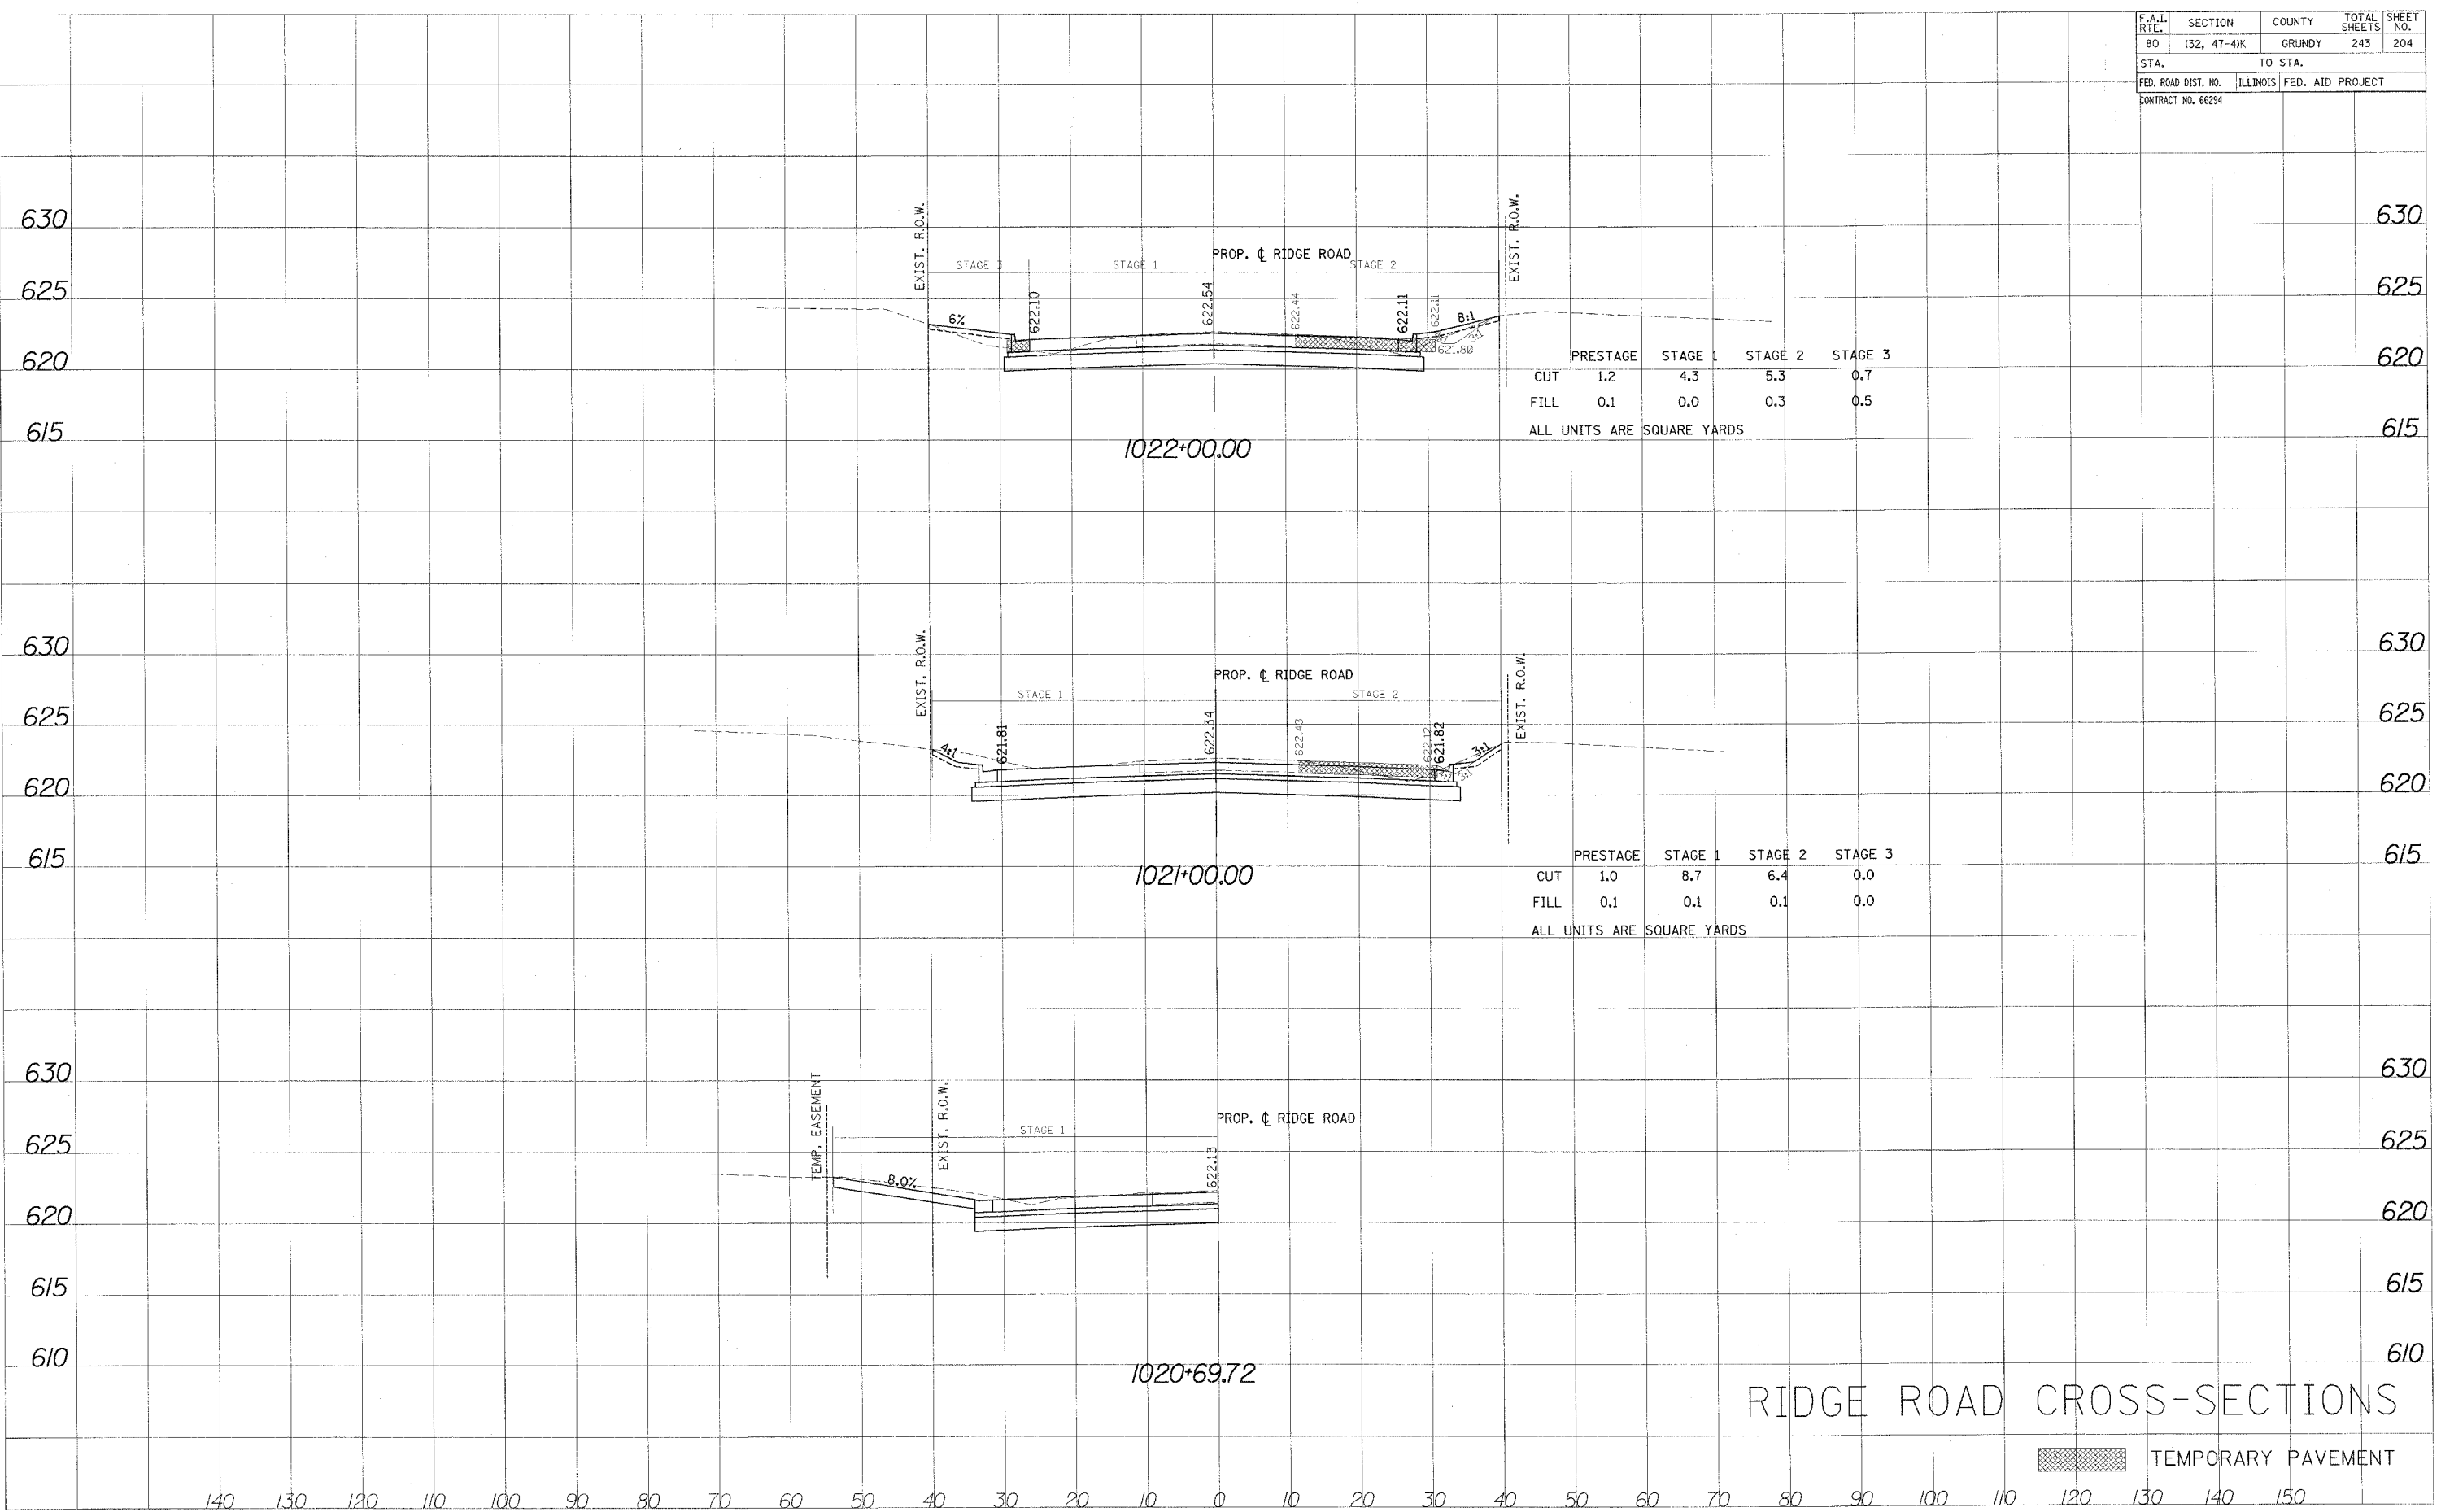 F.A.I. RTE. SECTION COUNTY TOTAL SHEETS SHEET NO.
80 (32, 47-4)K GRUNDY 243 204
STA. TO STA.
FED. ROAD DIST. NO. ILLINOIS FED. AID PROJECT
CONTRACT NO. 66294
630 630
EXIST. R.O.W.
EXIST. R.O.W.
PROP. ℄ RIDGE ROAD
STAGE 3 STAGE 1 STAGE 2
625 625
622.10
622.54
622.44
622.11
622.11
6% 8:1
3:1
621.80
620 620
PRESTAGE STAGE 1 STAGE 2 STAGE 3
CUT 1.2 4.3 5.3 0.7
FILL 0.1 0.0 0.3 0.5
ALL UNITS ARE SQUARE YARDS
615 615
1022+00.00
630 630
EXIST. R.O.W.
EXIST. R.O.W.
PROP. ℄ RIDGE ROAD
STAGE 1 STAGE 2
625 625
621.81
622.34
622.43
622.12
621.82
4:1 3:1
3:1
620 620
615 615
1021+00.00
PRESTAGE STAGE 1 STAGE 2 STAGE 3
CUT 1.0 8.7 6.4 0.0
FILL 0.1 0.1 0.1 0.0
ALL UNITS ARE SQUARE YARDS
630 630
TEMP. EASEMENT
EXIST. R.O.W.
PROP. ℄ RIDGE ROAD
STAGE 1
625 625
622.13
8.0%
620 620
615 615
610 610
1020+69.72
RIDGE ROAD CROSS-SECTIONS
TEMPORARY PAVEMENT
140 130 120 110 100 90 80 70 60 50 40 30 20 10 0 10 20 30 40 50 60 70 80 90 100 110 120 130 140 150